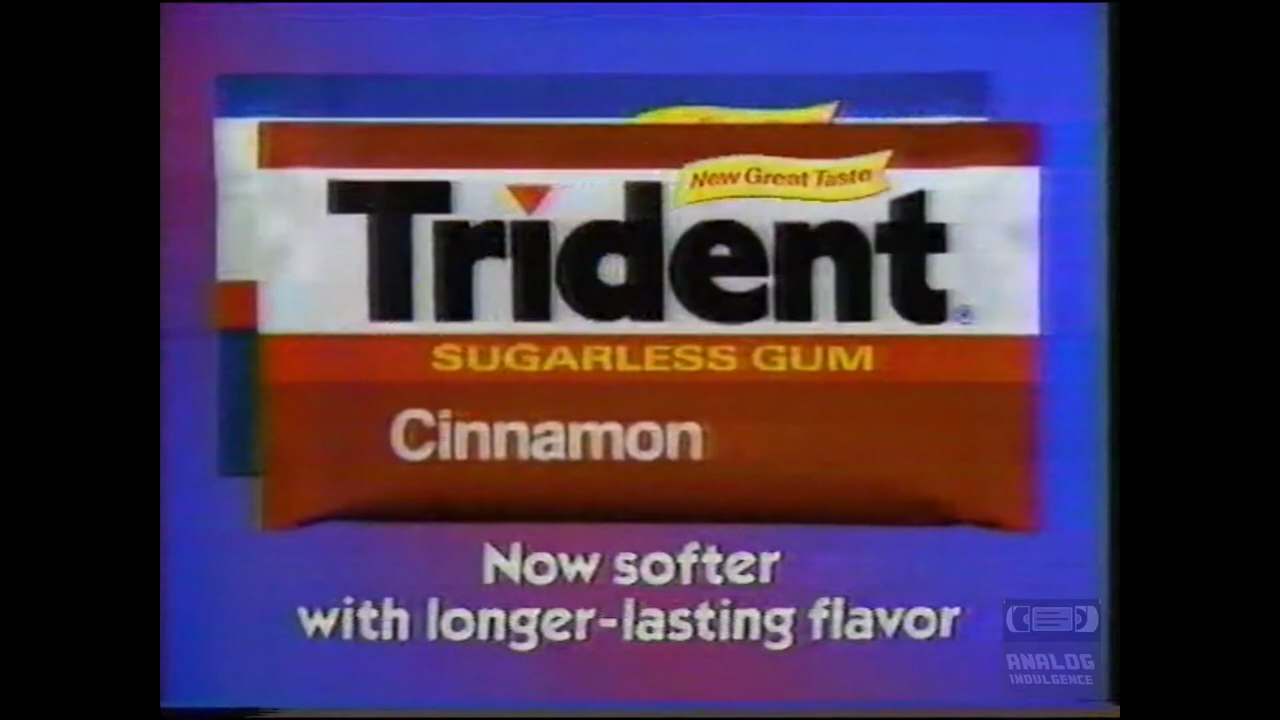 New Great Taste
Trident®
SUGARLESS GUM
Cinnamon
Now softer
with longer-lasting flavor
ANALOG
INDULGENCE